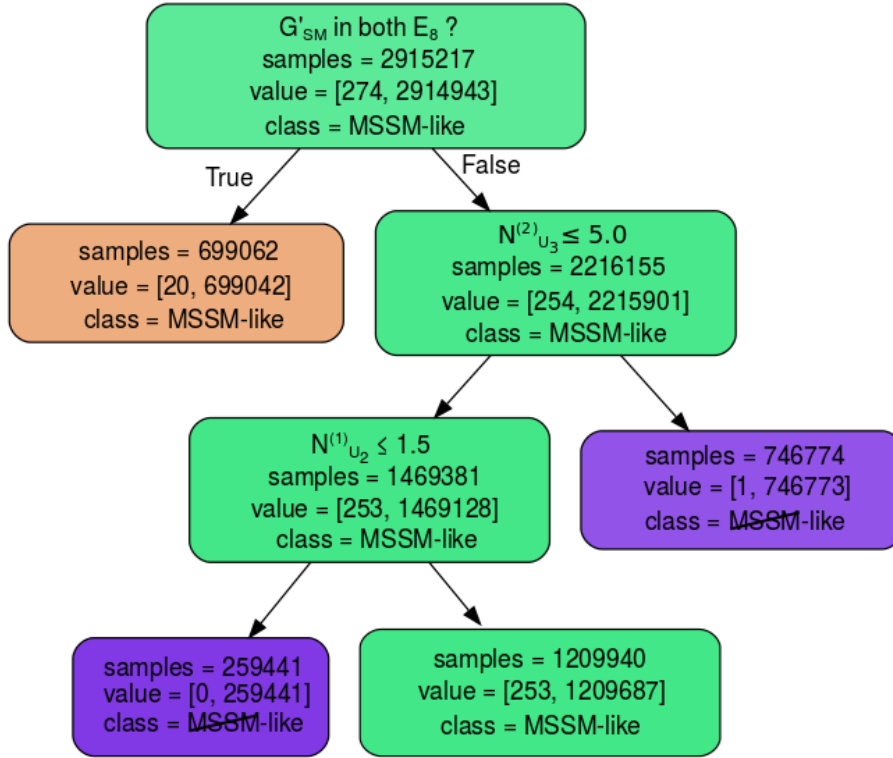 G'SM in both E8 ?
samples = 2915217
value = [274, 2914943]
class = MSSM-like
True
False
samples = 699062
value = [20, 699042]
class = MSSM-like
N(2)U3 ≤ 5.0
samples = 2216155
value = [254, 2215901]
class = MSSM-like
N(1)U2 ≤ 1.5
samples = 1469381
value = [253, 1469128]
class = MSSM-like
samples = 746774
value = [1, 746773]
class = MSSM-like
samples = 259441
value = [0, 259441]
class = MSSM-like
samples = 1209940
value = [253, 1209687]
class = MSSM-like